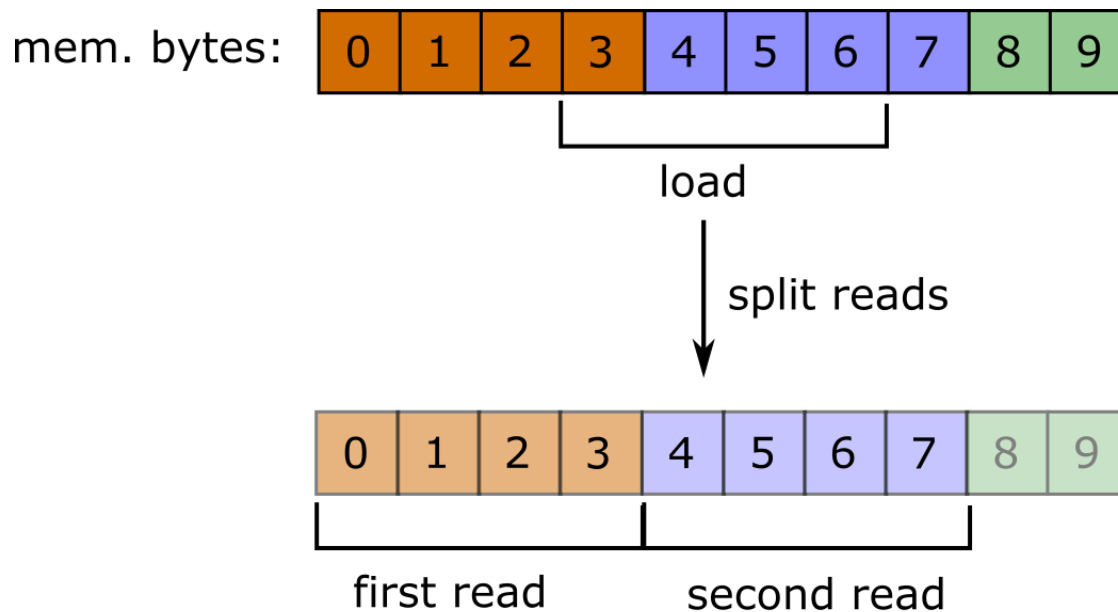 mem. bytes: 0 1 2 3 4 5 6 7 8 9
load
split reads
0 1 2 3 4 5 6 7 8 9
first read second read